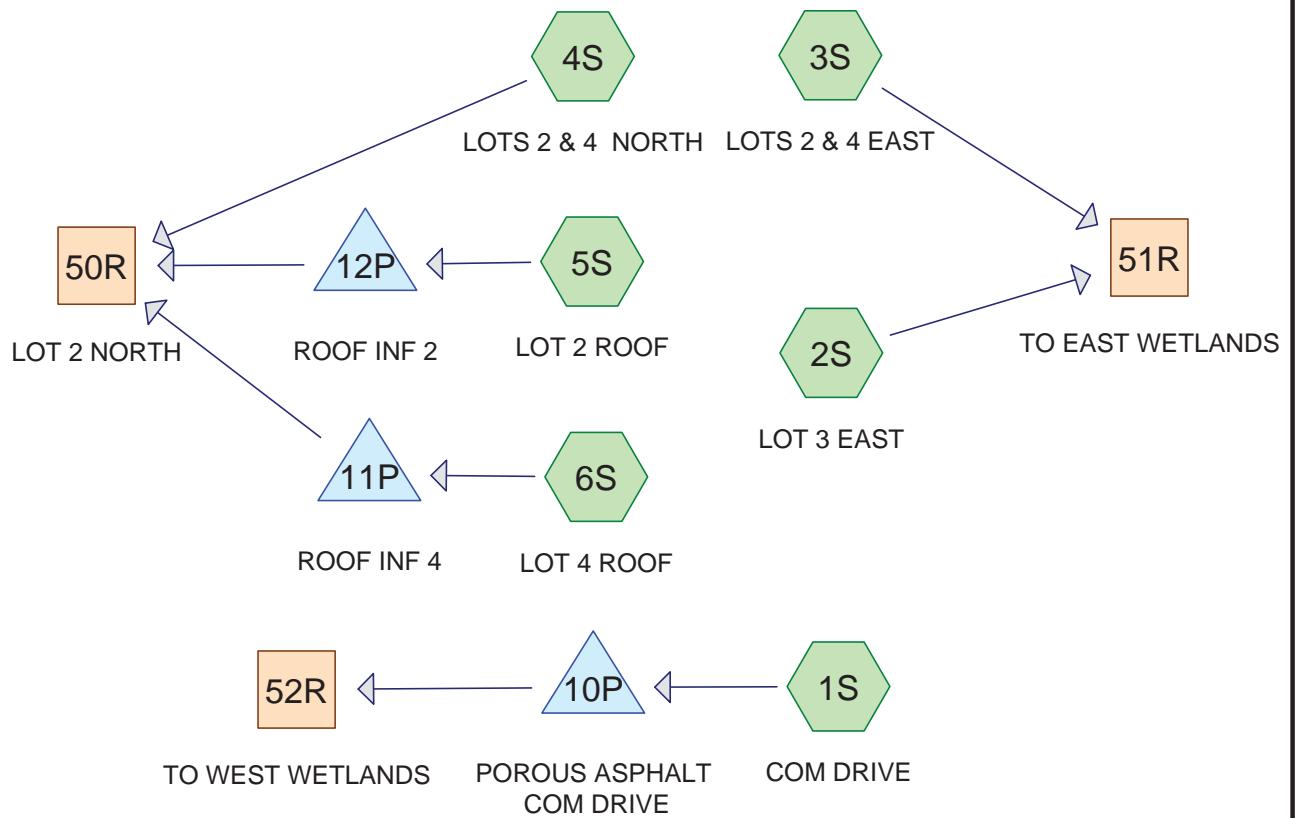 4S
LOTS 2 & 4 NORTH
3S
LOTS 2 & 4 EAST
50R
LOT 2 NORTH
12P
ROOF INF 2
5S
LOT 2 ROOF
51R
TO EAST WETLANDS
2S
LOT 3 EAST
11P
ROOF INF 4
6S
LOT 4 ROOF
52R
TO WEST WETLANDS
10P
POROUS ASPHALT
COM DRIVE
1S
COM DRIVE